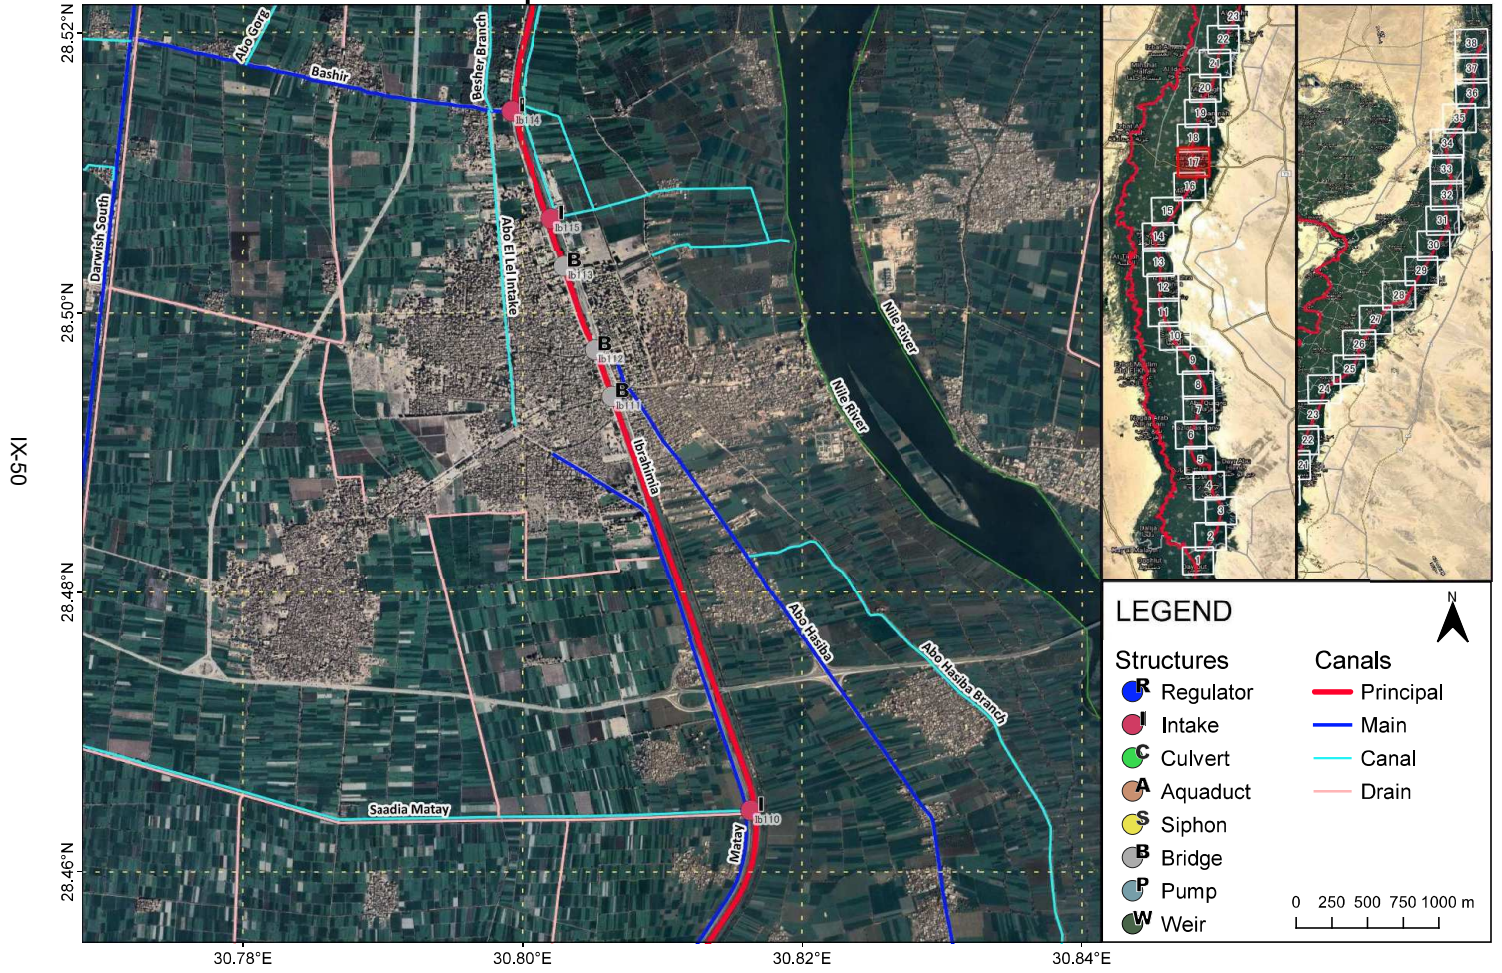 28.52°N
28.50°N
28.48°N
28.46°N
IX-50
30.78°E
30.80°E
30.82°E
30.84°E
Abo Gorg
Bashir
Besher Branch
I
Ib114
Darwish South
Abo El Lel Intake
I
Ib115
B
Ib113
B
Ib112
B
Ib111
Nile River
Nile River
Ibrahimia
Abo Hasiba
Abo Hasiba Branch
Saadia Matay
I
Ib110
Matay
23
22
21
20
19
18
17
16
15
14
13
12
11
10
9
8
7
6
5
4
3
2
1
38
37
36
35
34
33
32
31
30
29
28
27
26
25
24
23
22
21
LEGEND
N
Structures
R Regulator
I Intake
C Culvert
A Aquaduct
S Siphon
B Bridge
P Pump
W Weir
Canals
Principal
Main
Canal
Drain
0 250 500 750 1000 m